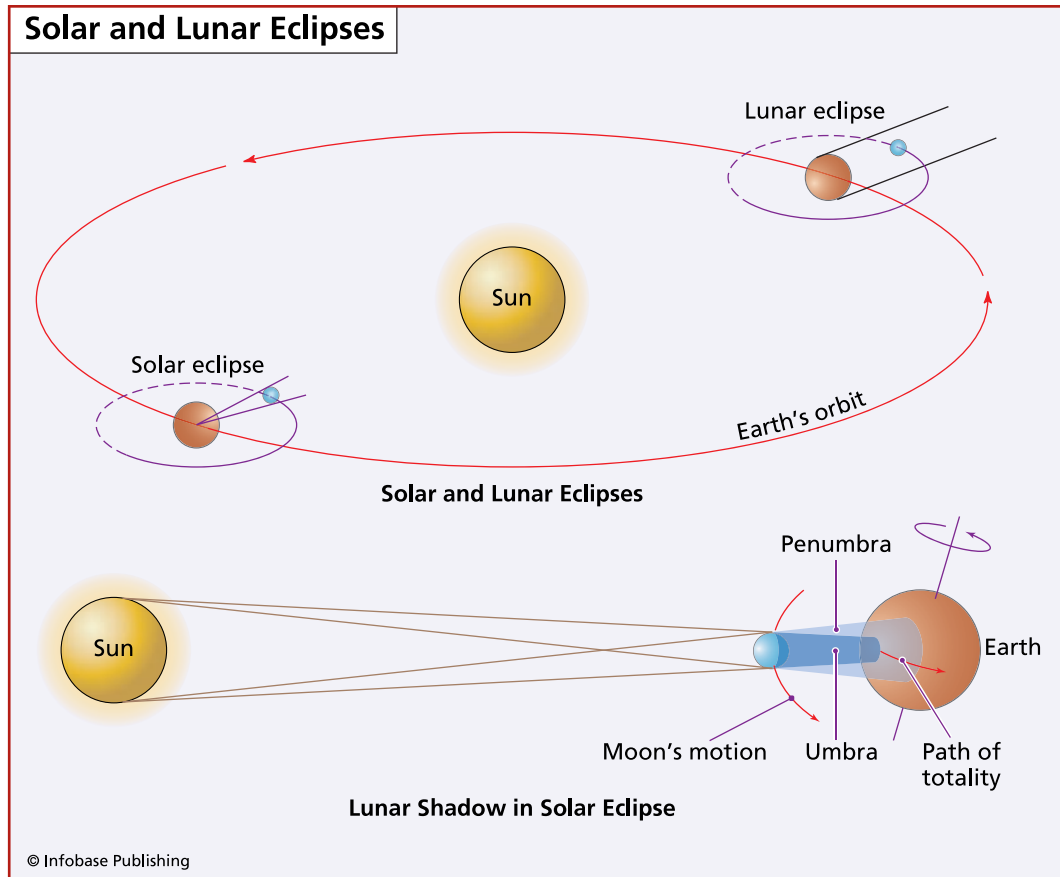 Solar and Lunar Eclipses
Lunar eclipse
Sun
Solar eclipse
Earth's orbit
Solar and Lunar Eclipses
Penumbra
Sun
Earth
Moon's motion
Umbra
Path of
totality
Lunar Shadow in Solar Eclipse
© Infobase Publishing